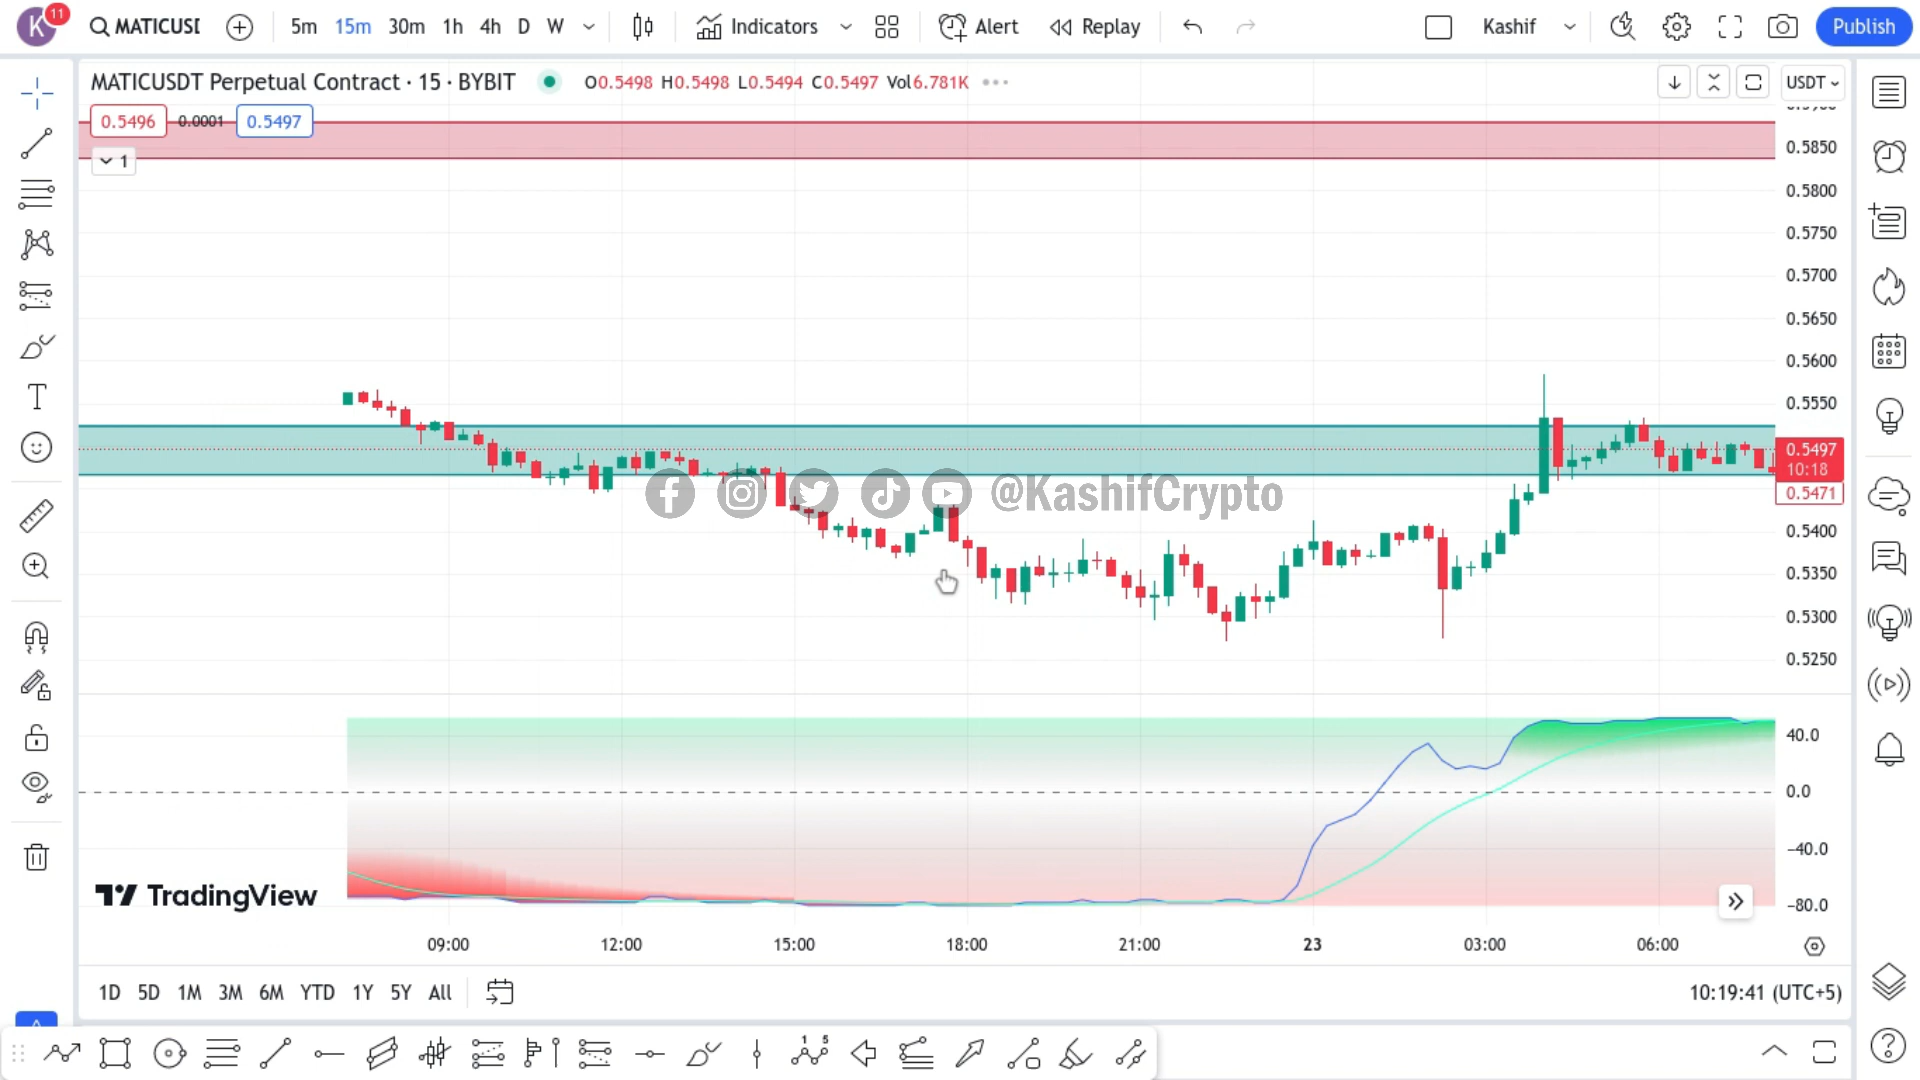 K 11 MATICUSI 5m 15m 30m 1h 4h D W Indicators Alert Replay Kashif Publish
MATICUSDT Perpetual Contract · 15 · BYBIT O0.5498 H0.5498 L0.5494 C0.5497 Vol6.781K USDT
0.5496 0.0001 0.5497
1
0.5850
0.5800
0.5750
0.5700
0.5650
0.5600
0.5550
0.5497
10:18
0.5471
@KashifCrypto
0.5400
0.5350
0.5300
0.5250
40.0
0.0
−40.0
−80.0
TradingView
09:00 12:00 15:00 18:00 21:00 23 03:00 06:00
1D 5D 1M 3M 6M YTD 1Y 5Y All 10:19:41 (UTC+5)
1 5